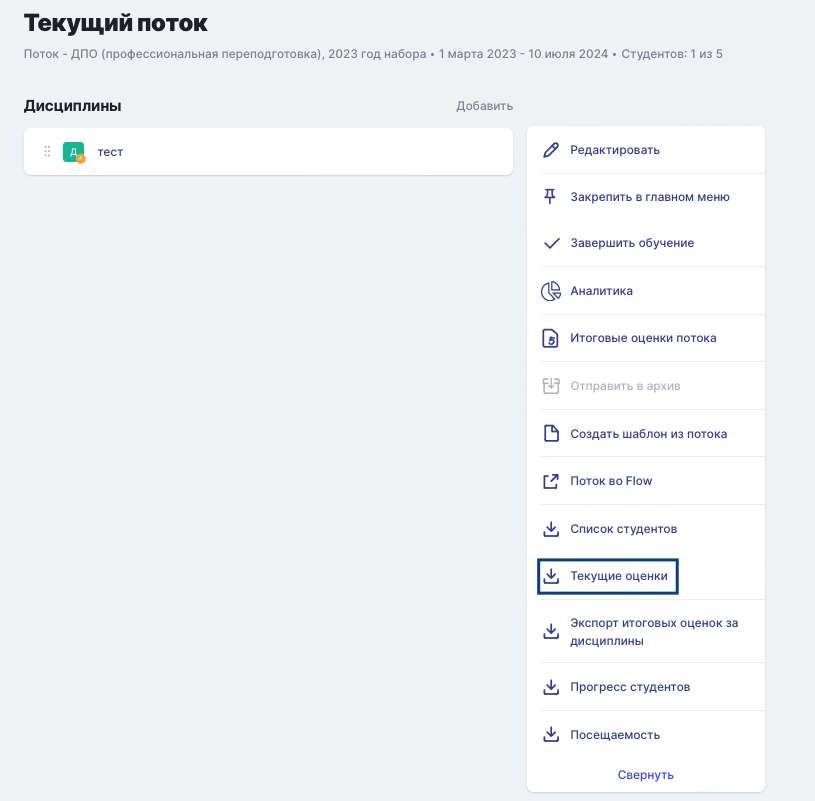 Текущий поток
Поток - ДПО (профессиональная переподготовка), 2023 год набора • 1 марта 2023 - 10 июля 2024 • Студентов: 1 из 5
Дисциплины
Добавить
Д
тест
Редактировать
Закрепить в главном меню
Завершить обучение
Аналитика
5
Итоговые оценки потока
Отправить в архив
Создать шаблон из потока
Поток во Flow
Список студентов
Текущие оценки
Экспорт итоговых оценок за
дисциплины
Прогресс студентов
Посещаемость
Свернуть